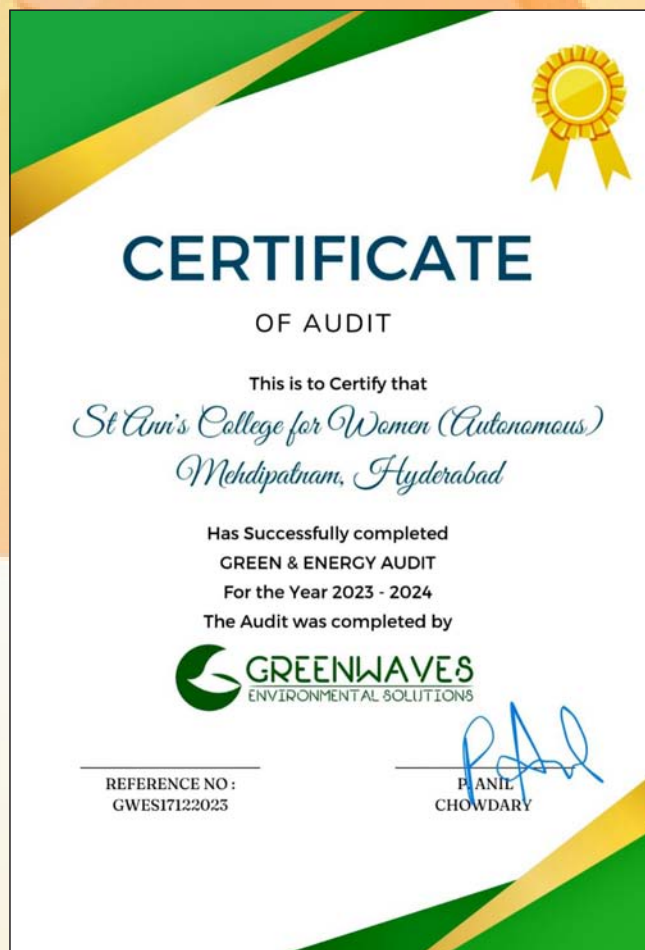 CERTIFICATE
OF AUDIT
This is to Certify that
St Ann's College for Women (Autonomous)
Mehdipatnam, Hyderabad
Has Successfully completed
GREEN & ENERGY AUDIT
For the Year 2023 - 2024
The Audit was completed by
GREENWAVES
ENVIRONMENTAL SOLUTIONS
REFERENCE NO :
GWES17122023
P. Anil
P. ANIL
CHOWDARY